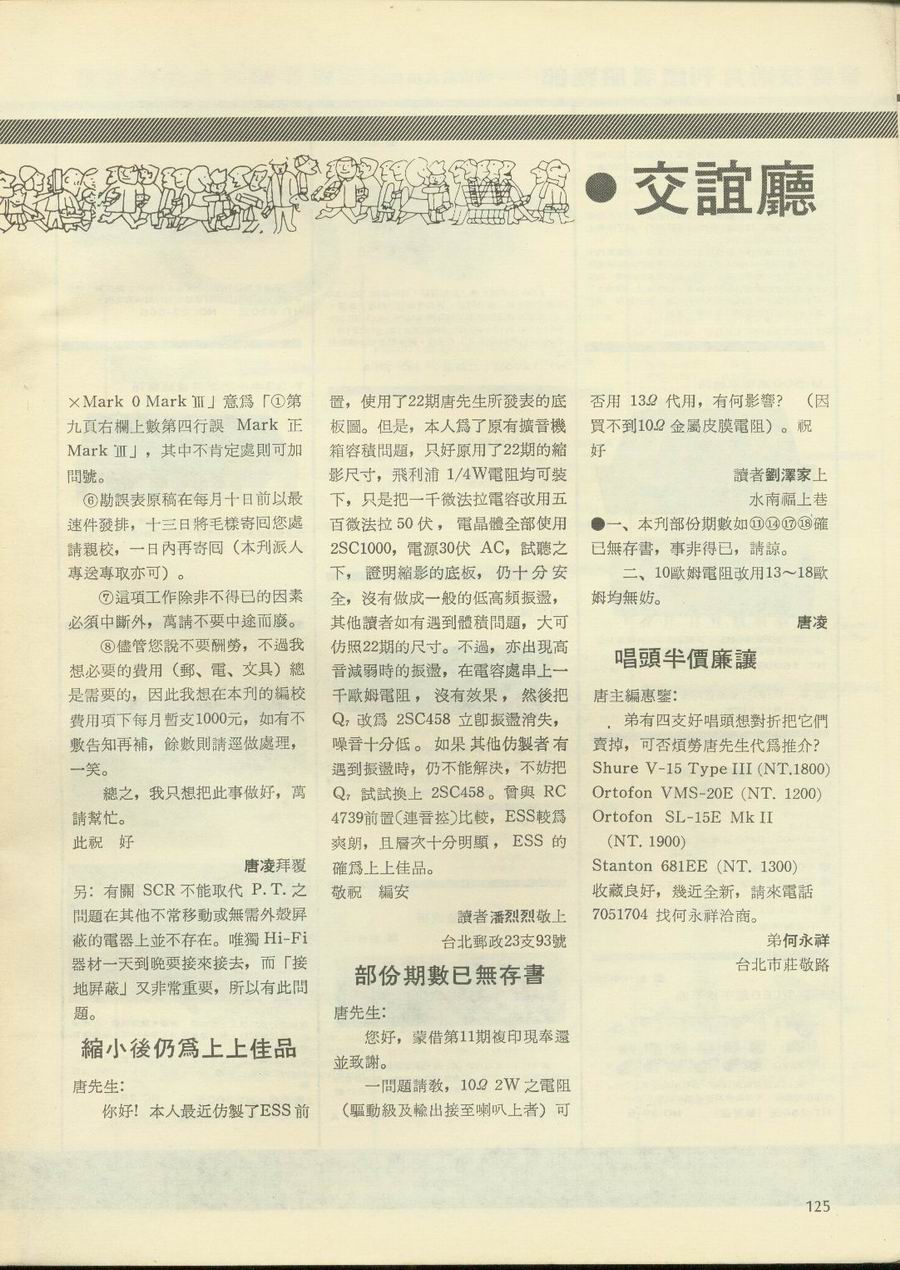 ●交誼廳
×Mark 0 Mark Ⅲ」意爲「①第
九頁右欄上數第四行誤 Mark 正
Mark Ⅲ」，其中不肯定處則可加
問號。
⑥勘誤表原稿在每月十日前以最
速件發排，十三日將毛樣寄囘您處
請親校，一日內再寄囘（本刊派人
專送專取亦可）。
⑦這項工作除非不得已的因素
必須中斷外，萬請不要中途而廢。
⑧儘管您說不要酬勞，不過我
想必要的費用（郵、電、文具）總
是需要的，因此我想在本刊的編校
費用項下每月暫支1000元，如有不
敷告知再補，餘數則請逕做處理，
一笑。
總之，我只想把此事做好，萬
請幫忙。
此祝　好
唐凌拜覆
另：有關 SCR 不能取代 P.T. 之
問題在其他不常移動或無需外殼屏
蔽的電器上並不存在。唯獨 Hi-Fi
器材一天到晚要接來接去，而「接
地屏蔽」又非常重要，所以有此問
題。
縮小後仍爲上上佳品
唐先生：
你好！本人最近仿製了ESS 前
置，使用了22期唐先生所發表的底
板圖。但是，本人爲了原有擴音機
箱容積問題，只好原用了22期的縮
影尺寸，飛利浦 1/4W電阻均可裝
下，只是把一千微法拉電容改用五
百微法拉 50 伏，電晶體全部使用
2SC1000，電源30伏 AC，試聽之
下，證明縮影的底板，仍十分安
全，沒有做成一般的低高頻振盪，
其他讀者如有遇到體積問題，大可
仿照22期的尺寸。不過，亦出現高
音減弱時的振盪，在電容處串上一
千歐姆電阻，沒有效果，然後把
Q₇ 改爲 2SC458 立卽振盪消失，
噪音十分低。如果其他仿製者有
遇到振盪時，仍不能解決，不妨把
Q₇ 試試換上 2SC458。曾與 RC
4739前置〔連音控〕比較，ESS較爲
爽朗，且層次十分明顯，ESS 的
確爲上上佳品。
敬祝　編安
讀者潘烈烈敬上
台北郵政23支93號
部份期數已無存書
唐先生：
您好，蒙借第11期複印現奉還
並致謝。
一問題請教，10Ω 2W 之電阻
（驅動級及輸出接至喇叭上者）可
否用 13Ω 代用，有何影響？（因
買不到10Ω 金屬皮膜電阻）。祝
好
讀者劉澤家上
水南福上巷
●一、本刊部份期數如⑬⑭⑰⑱確
已無存書，事非得已，請諒。
二、10歐姆電阻改用13～18歐
姆均無妨。
唐凌
唱頭半價廉讓
唐主編惠鑒：
弟有四支好唱頭想對折把它們
賣掉，可否煩勞唐先生代爲推介？
Shure V-15 Type III (NT.1800)
Ortofon VMS-20E (NT. 1200)
Ortofon SL-15E Mk II
(NT. 1900)
Stanton 681EE (NT. 1300)
收藏良好，幾近全新，請來電話
7051704 找何永祥洽商。
弟何永祥
台北市莊敬路
125